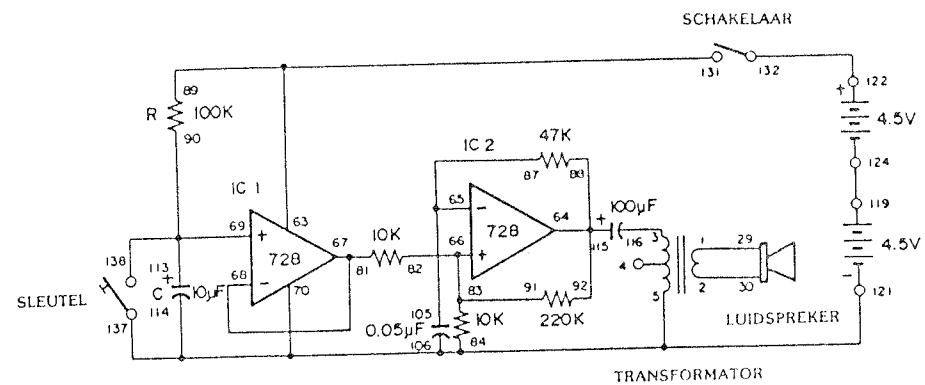 SCHAKELAAR
131 132
122
+
4.5V
124
119
4.5V
-
121
89
R 100K
90
IC 1
69 +
63
728
67
68 -
70
81 10K 82
138
113 +
SLEUTEL
C 10µF
114
137
IC 2
47K
87 88
65 -
64
728
66 +
83
91 92
220K
10K
84
105
0.05µF
106
+ 100µF
115 116
3
4
5
1
2
29
30
LUIDSPREKER
TRANSFORMATOR